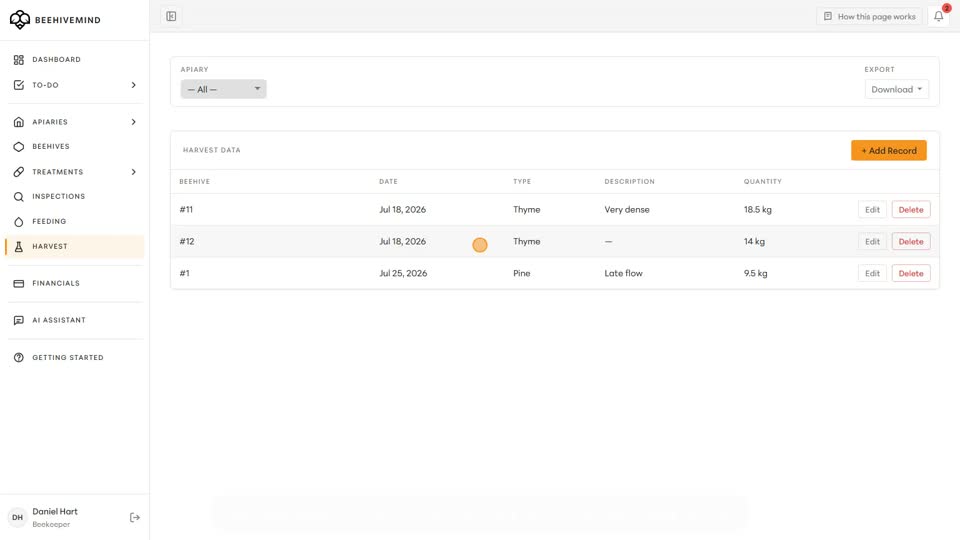 BEEHIVEMIND
How this page works
2
DASHBOARD
TO-DO
APIARIES
BEEHIVES
TREATMENTS
INSPECTIONS
FEEDING
HARVEST
FINANCIALS
AI ASSISTANT
GETTING STARTED
DH
Daniel Hart
Beekeeper
APIARY
— All —
EXPORT
Download
HARVEST DATA
+ Add Record
BEEHIVE DATE TYPE DESCRIPTION QUANTITY
#11 Jul 18, 2026 Thyme Very dense 18.5 kg Edit Delete
#12 Jul 18, 2026 Thyme — 14 kg Edit Delete
#1 Jul 25, 2026 Pine Late flow 9.5 kg Edit Delete